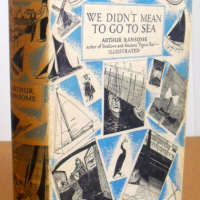 WE DIDN'T MEAN
TO GO TO SEA
ARTHUR RANSOME
author of Swallows and Amazons, Pigeon Post
ILLUSTRATED
ARTHUR
RANSOME